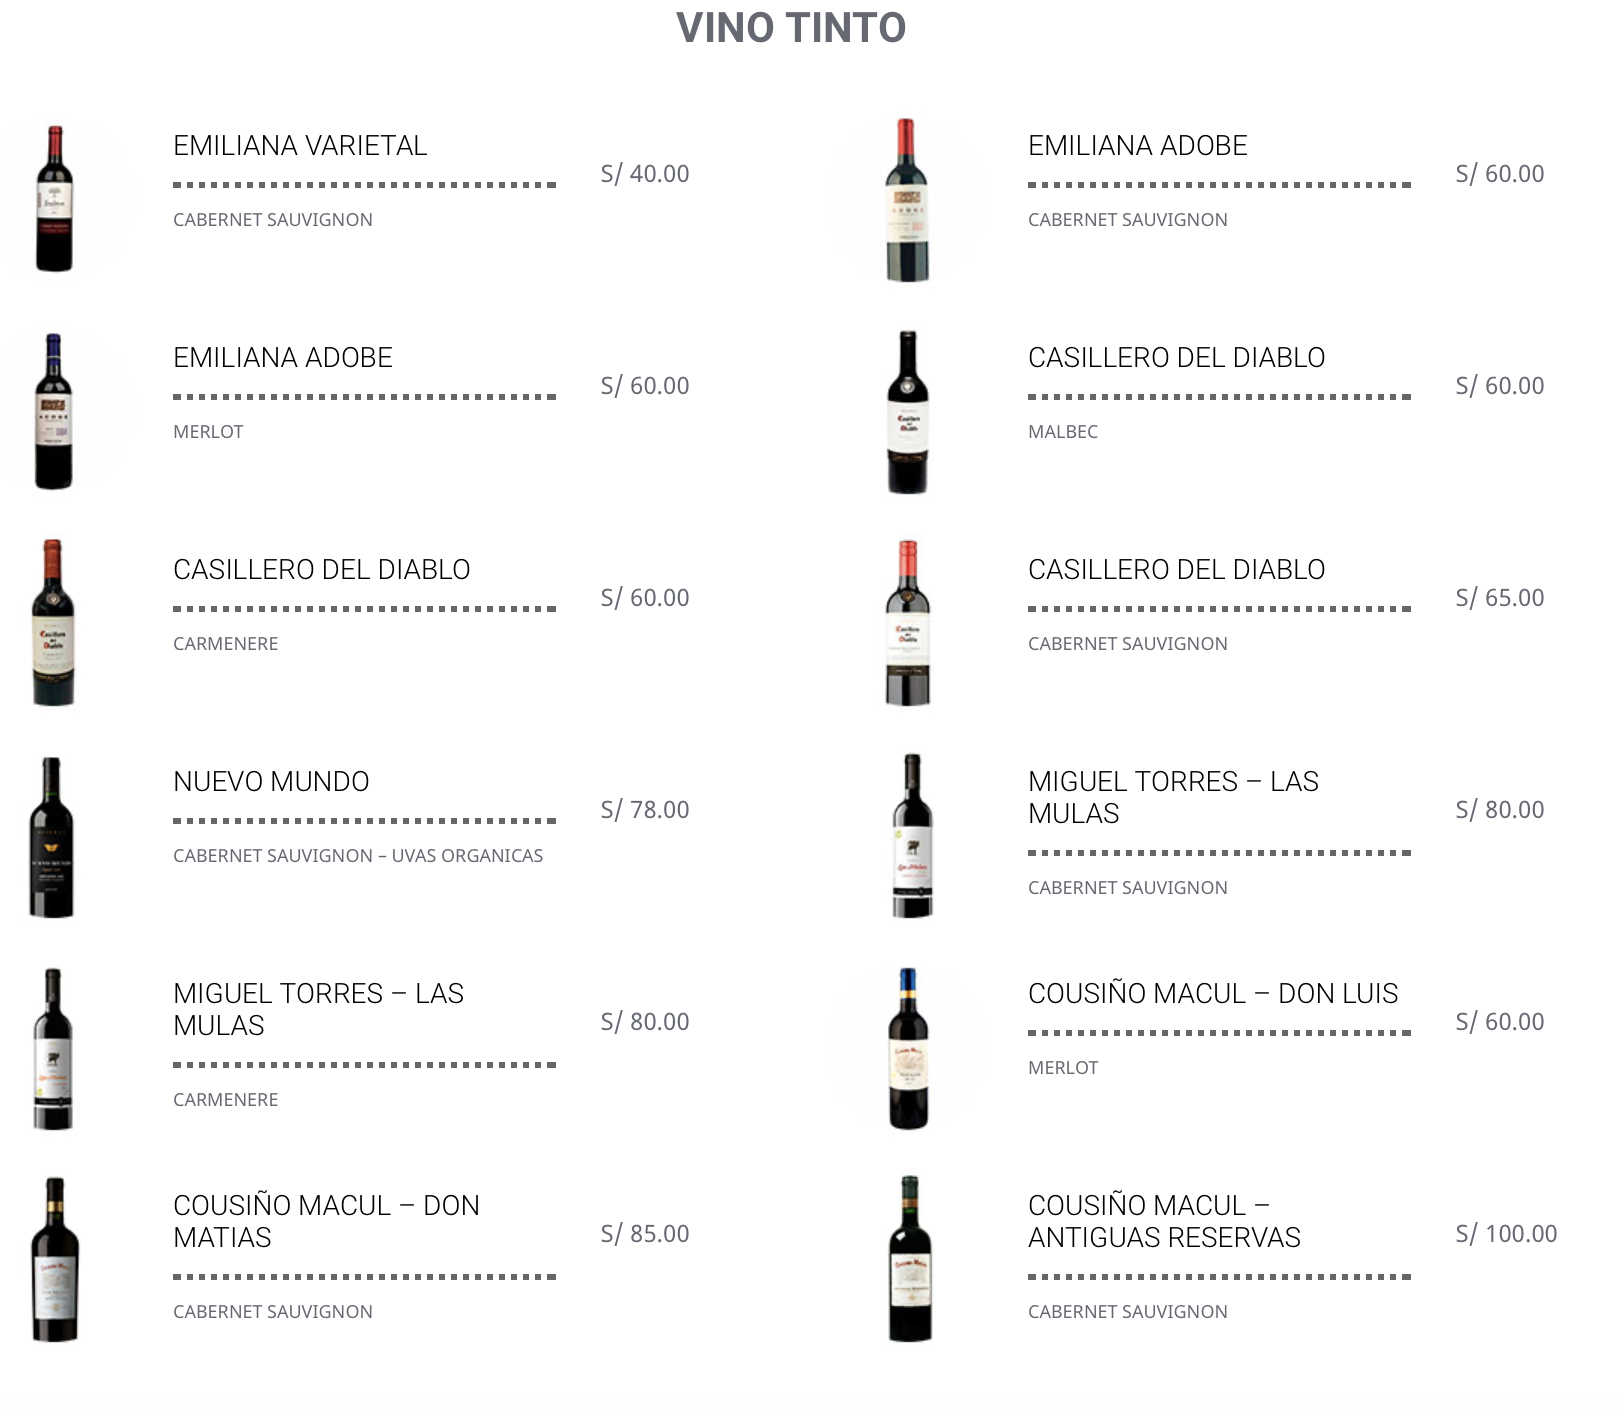 VINO TINTO
EMILIANA VARIETAL
S/ 40.00
CABERNET SAUVIGNON
EMILIANA ADOBE
S/ 60.00
CABERNET SAUVIGNON
EMILIANA ADOBE
S/ 60.00
MERLOT
CASILLERO DEL DIABLO
S/ 60.00
MALBEC
CASILLERO DEL DIABLO
S/ 60.00
CARMENERE
CASILLERO DEL DIABLO
S/ 65.00
CABERNET SAUVIGNON
NUEVO MUNDO
S/ 78.00
CABERNET SAUVIGNON – UVAS ORGANICAS
MIGUEL TORRES – LAS
MULAS
S/ 80.00
CABERNET SAUVIGNON
MIGUEL TORRES – LAS
MULAS
S/ 80.00
CARMENERE
COUSIÑO MACUL – DON LUIS
S/ 60.00
MERLOT
COUSIÑO MACUL – DON
MATIAS
S/ 85.00
CABERNET SAUVIGNON
COUSIÑO MACUL –
ANTIGUAS RESERVAS
S/ 100.00
CABERNET SAUVIGNON